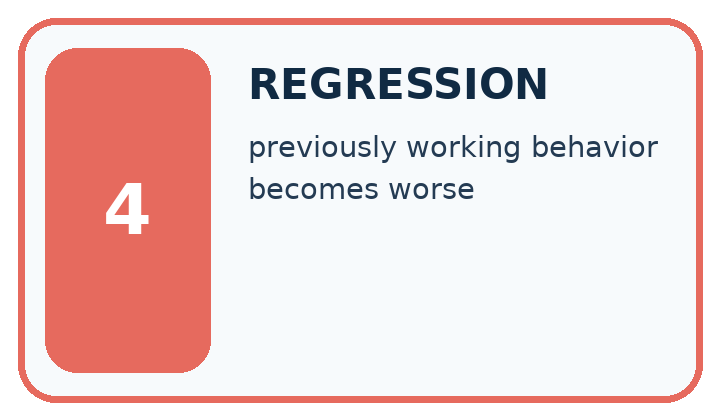 4
REGRESSION
previously working behavior
becomes worse